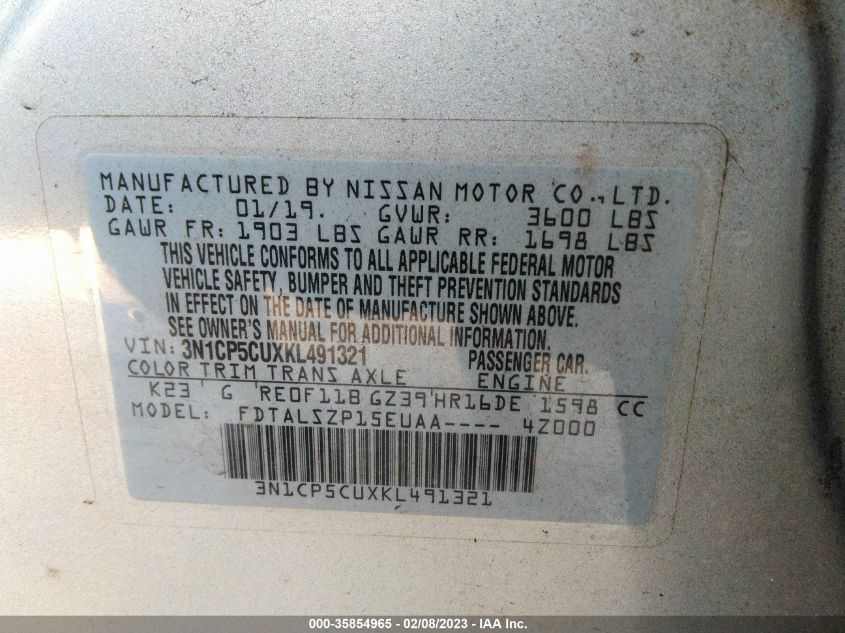 MANUFACTURED BY NISSAN MOTOR CO., LTD.
DATE: 01/19. GVWR: 3600 LBS
GAWR FR: 1903 LBS GAWR RR: 1698 LBS
THIS VEHICLE CONFORMS TO ALL APPLICABLE FEDERAL MOTOR
VEHICLE SAFETY, BUMPER AND THEFT PREVENTION STANDARDS
IN EFFECT ON THE DATE OF MANUFACTURE SHOWN ABOVE.
SEE OWNER'S MANUAL FOR ADDITIONAL INFORMATION.
VIN: 3N1CP5CUXKL491321 PASSENGER CAR.
COLOR TRIM TRANS AXLE ENGINE
K23 G RE0F11B GZ39 HR16DE 1598 CC
MODEL: FDTALSZP15EUAA---- 4Z000
3N1CP5CUXKL491321
000-35854965 - 02/08/2023 - IAA Inc.